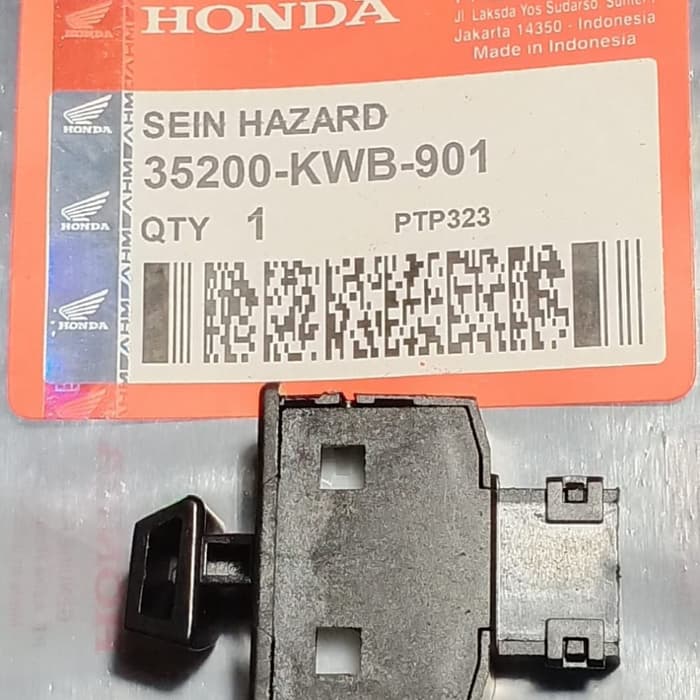 HONDA
HONDA
Jl Laksda Yos Sudarso
Jakarta 14350 - Indonesia
Made in Indonesia
SEIN HAZARD
35200-KWB-901
QTY 1 PTP323
HONDA
HONDA
HONDA